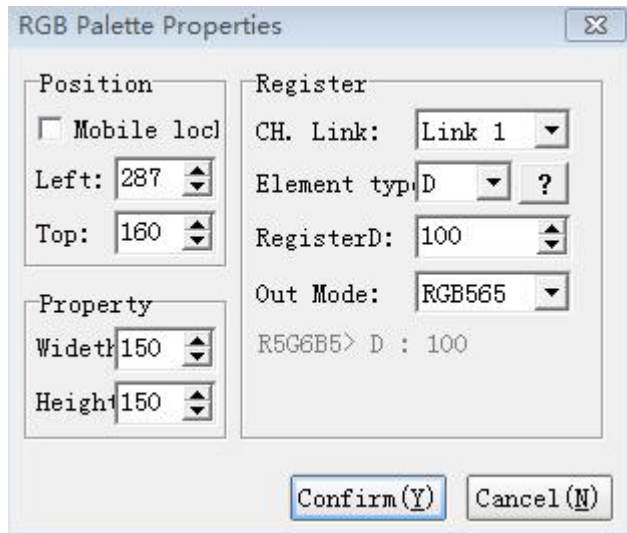 RGB Palette Properties
Position
Mobile locl
Left: 287
Top: 160
Property
Wideth 150
Height 150
Register
CH. Link: Link 1
Element typ D ?
RegisterD: 100
Out Mode: RGB565
R5G6B5> D : 100
Confirm(Y) Cancel(N)